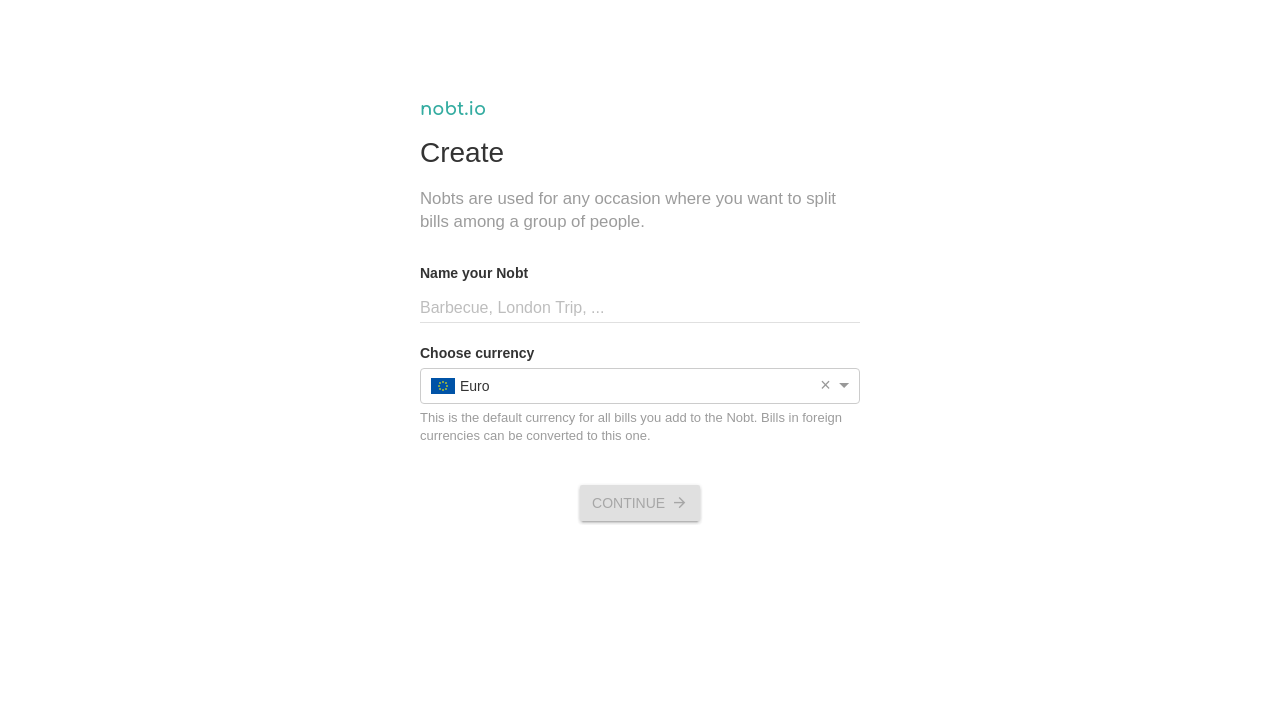 nobt.io
Create
Nobts are used for any occasion where you want to split
bills among a group of people.
Name your Nobt
Barbecue, London Trip, ...
Choose currency
Euro ×
This is the default currency for all bills you add to the Nobt. Bills in foreign
currencies can be converted to this one.
CONTINUE